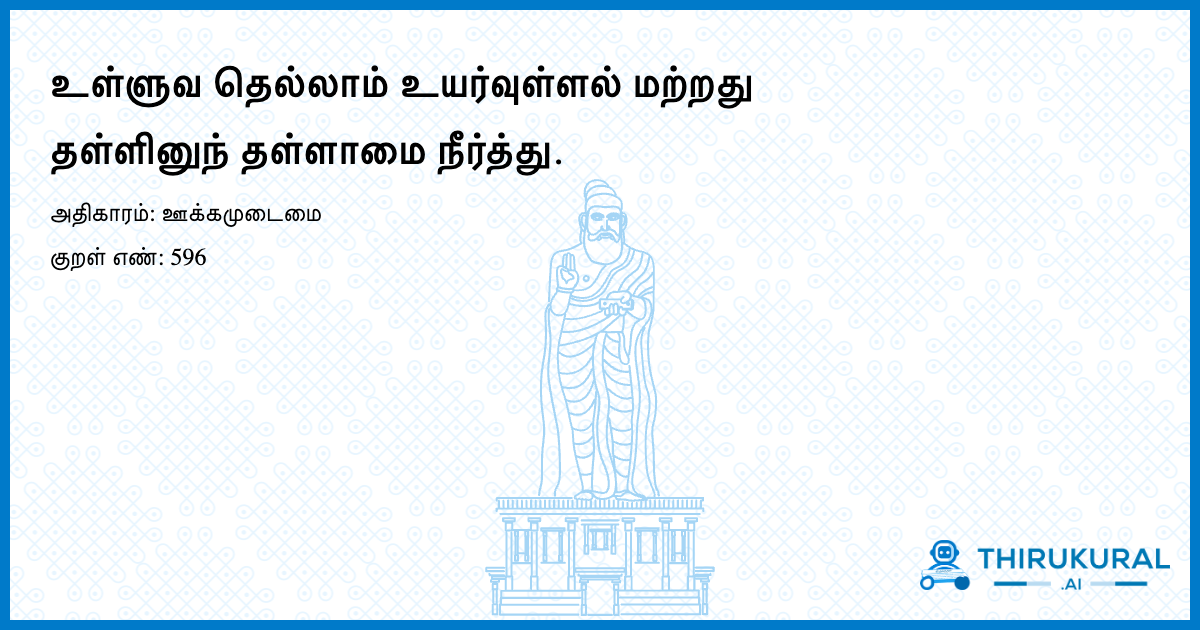 உள்ளுவ தெல்லாம் உயர்வுள்ளல் மற்றது
தள்ளினுந் தள்ளாமை நீர்த்து.
அதிகாரம்: ஊக்கமுடைமை
குறள் எண்: 596
THIRUKURAL
.AI